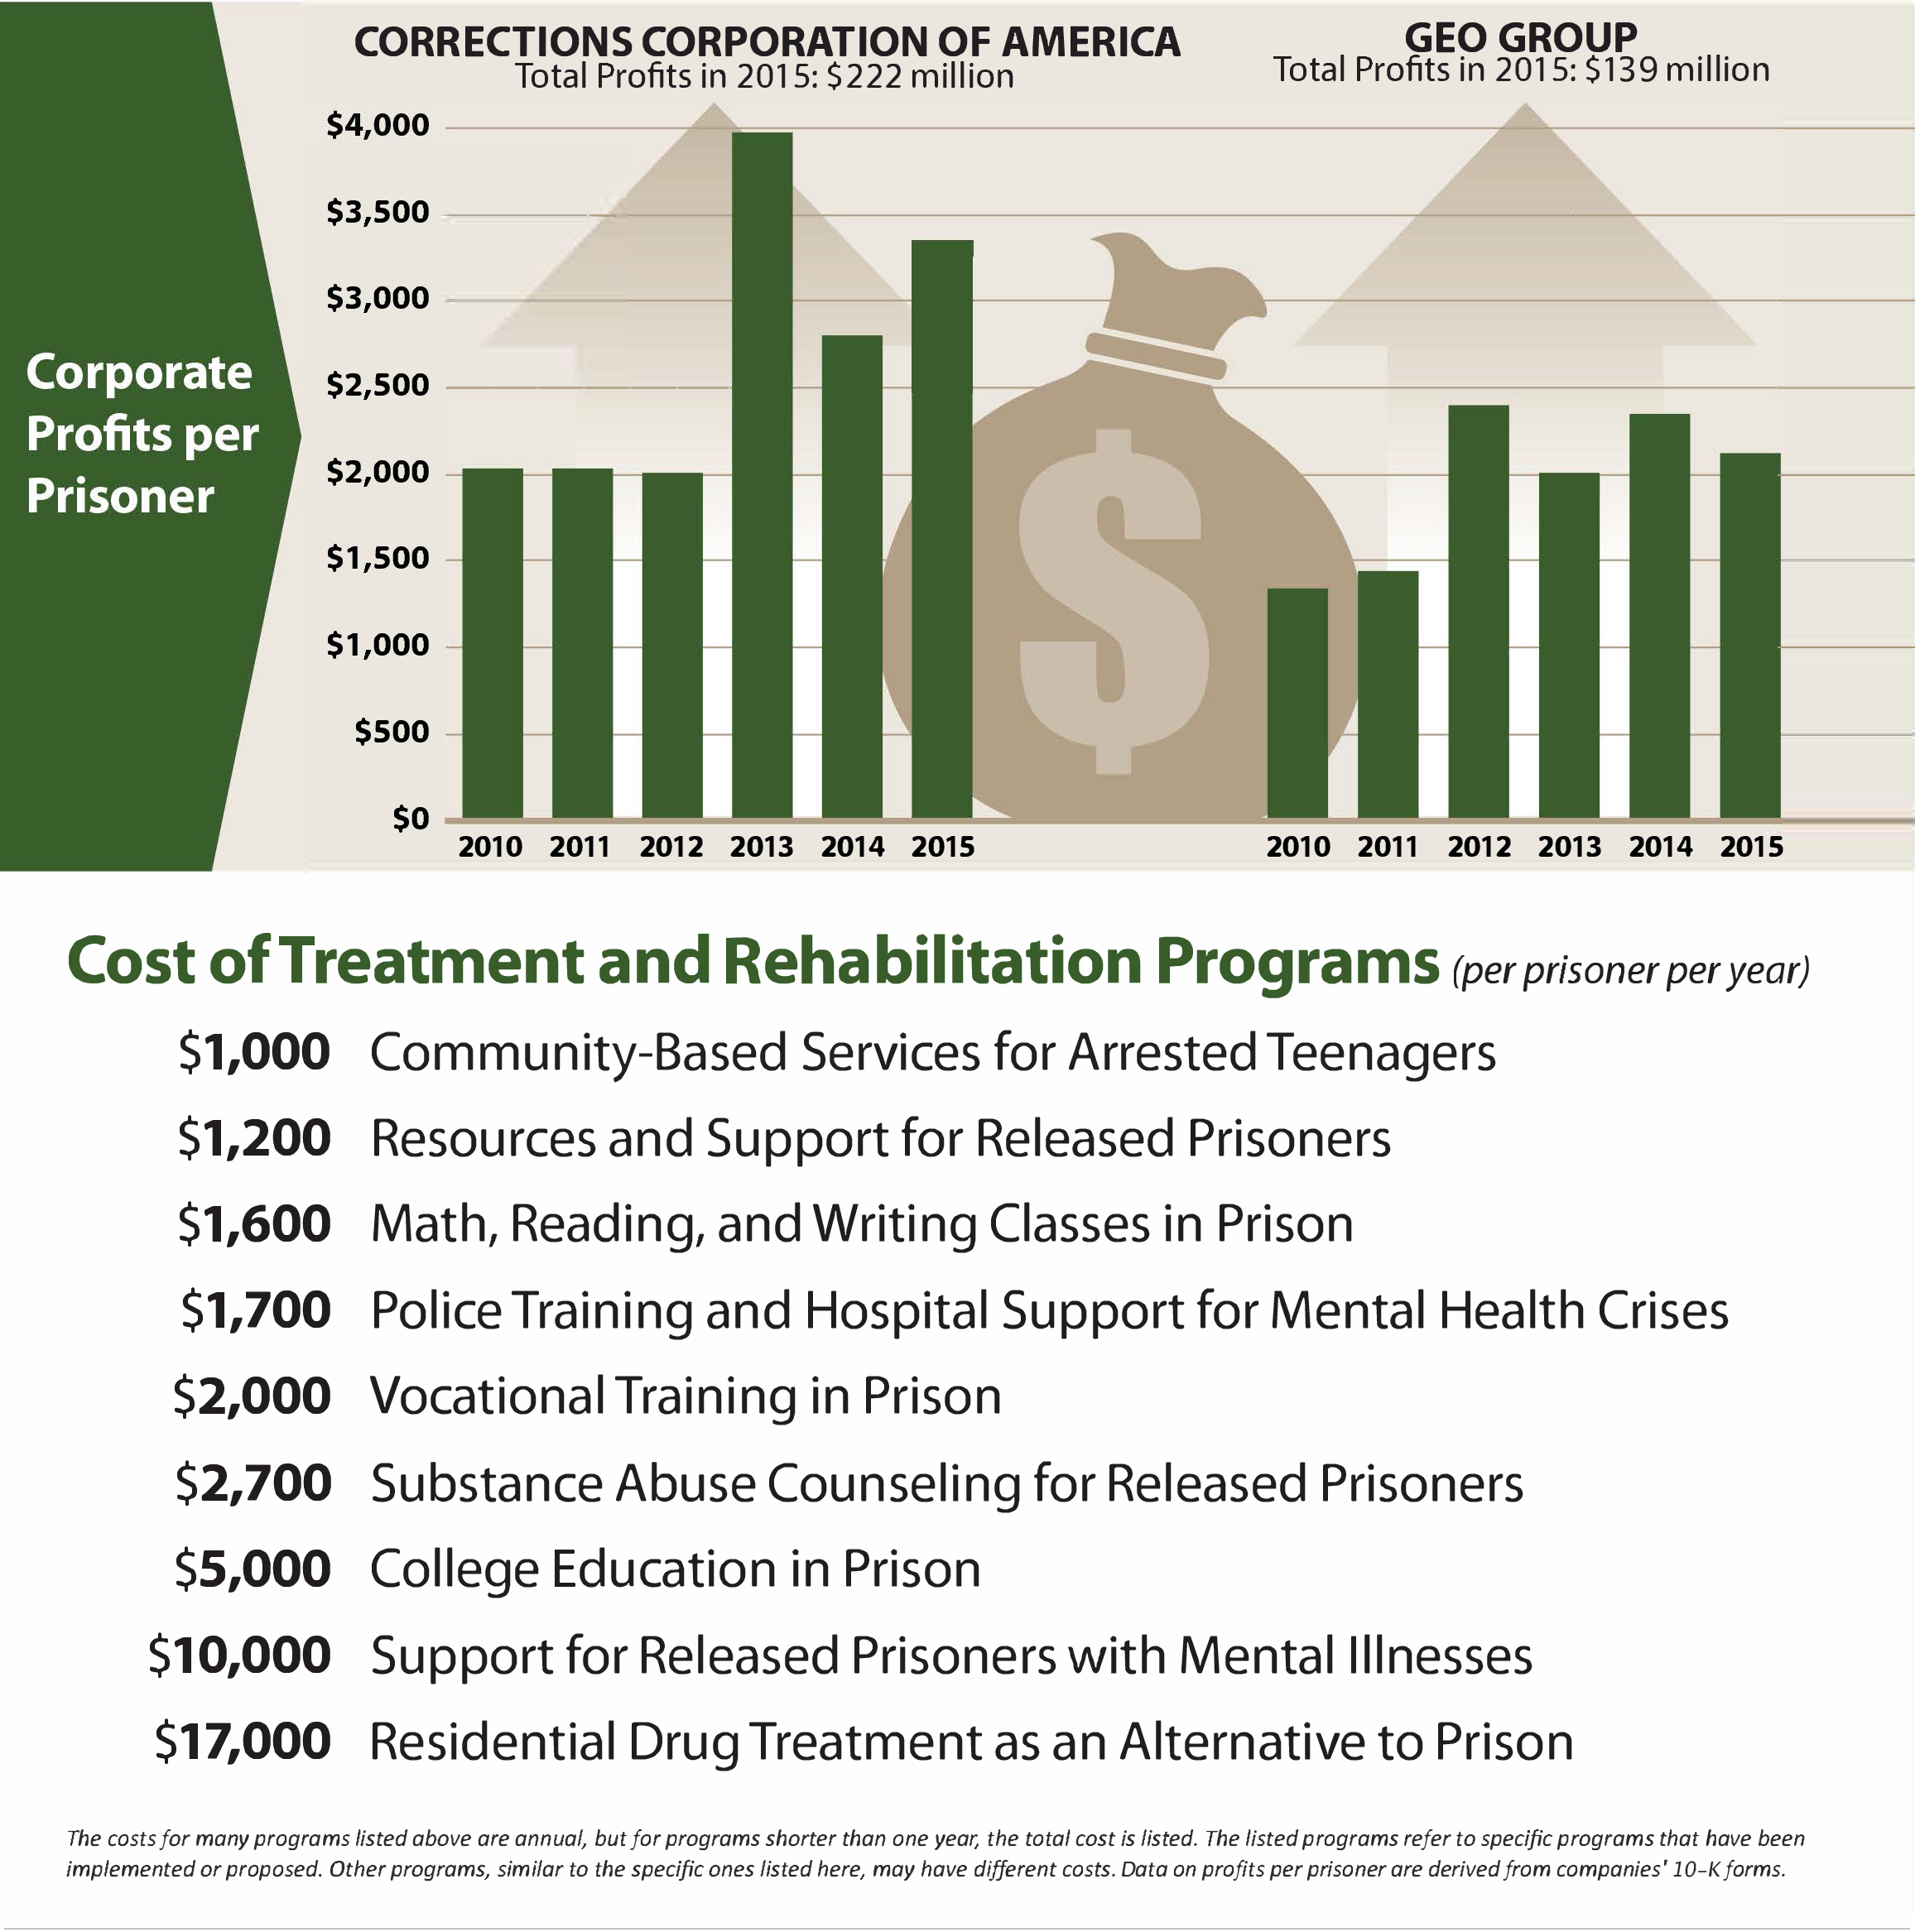 CORRECTIONS CORPORATION OF AMERICA
Total Profits in 2015: $222 million
GEO GROUP
Total Profits in 2015: $139 million
Corporate
Profits per
Prisoner
$4,000
$3,500
$3,000
$2,500
$2,000
$1,500
$1,000
$500
$0
$
2010 2011 2012 2013 2014 2015
2010 2011 2012 2013 2014 2015
Cost of Treatment and Rehabilitation Programs (per prisoner per year)
$1,000 Community-Based Services for Arrested Teenagers
$1,200 Resources and Support for Released Prisoners
$1,600 Math, Reading, and Writing Classes in Prison
$1,700 Police Training and Hospital Support for Mental Health Crises
$2,000 Vocational Training in Prison
$2,700 Substance Abuse Counseling for Released Prisoners
$5,000 College Education in Prison
$10,000 Support for Released Prisoners with Mental Illnesses
$17,000 Residential Drug Treatment as an Alternative to Prison
The costs for many programs listed above are annual, but for programs shorter than one year, the total cost is listed. The listed programs refer to specific programs that have been
implemented or proposed. Other programs, similar to the specific ones listed here, may have different costs. Data on profits per prisoner are derived from companies' 10-K forms.